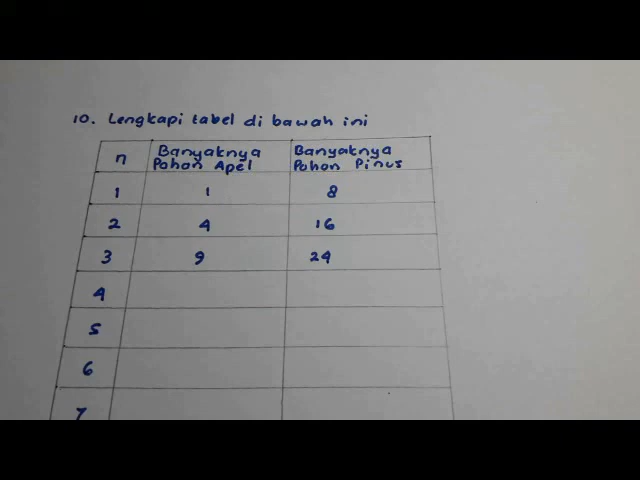 10. Lengkapi tabel di bawah ini
n Banyaknya Pohon Apel Banyaknya Pohon Pinus
1 1 8
2 4 16
3 9 24
4
5
6
7